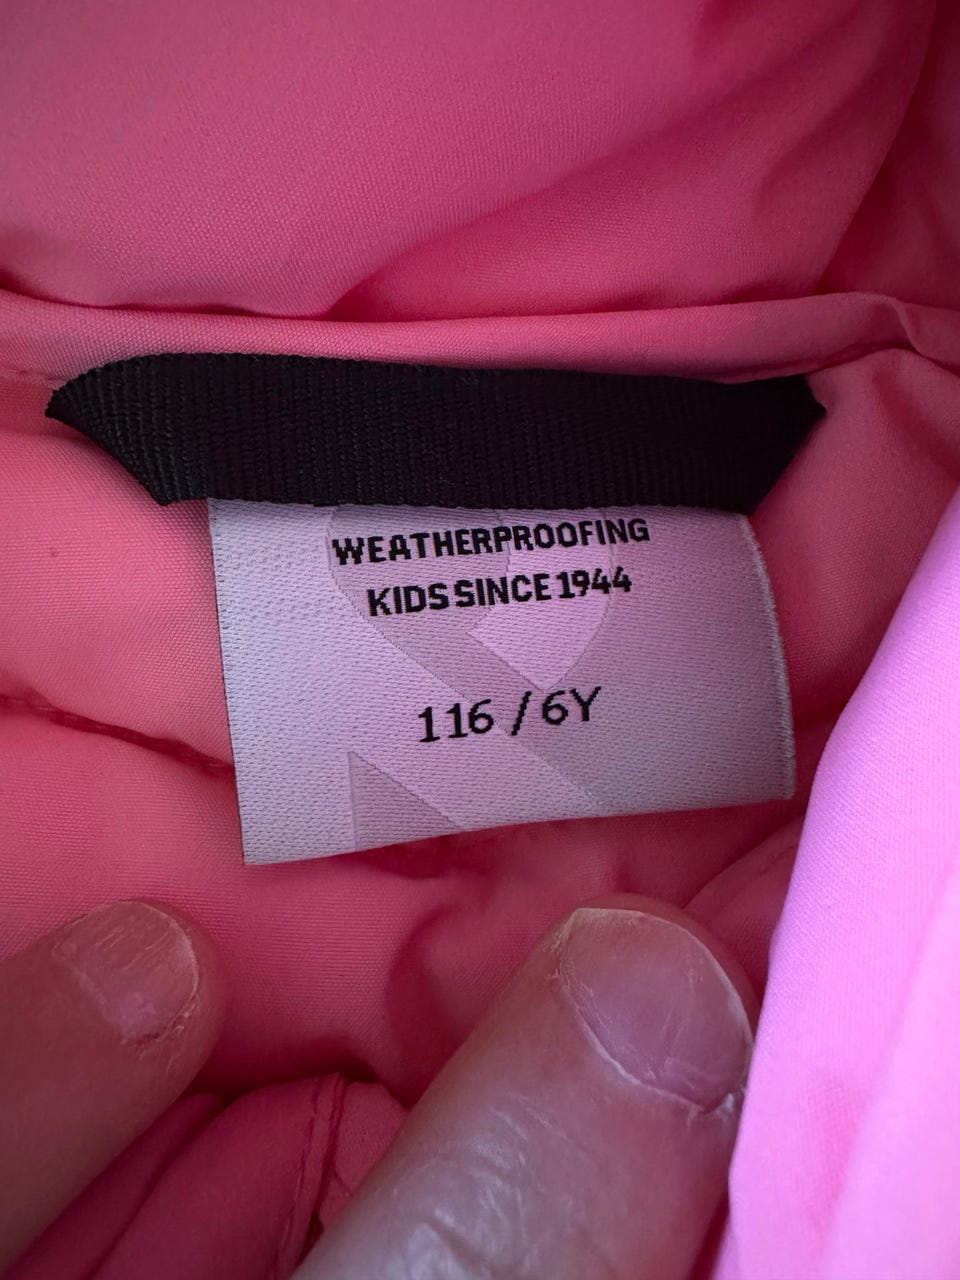 WEATHERPROOFING
KIDS SINCE 1944
116 / 6Y